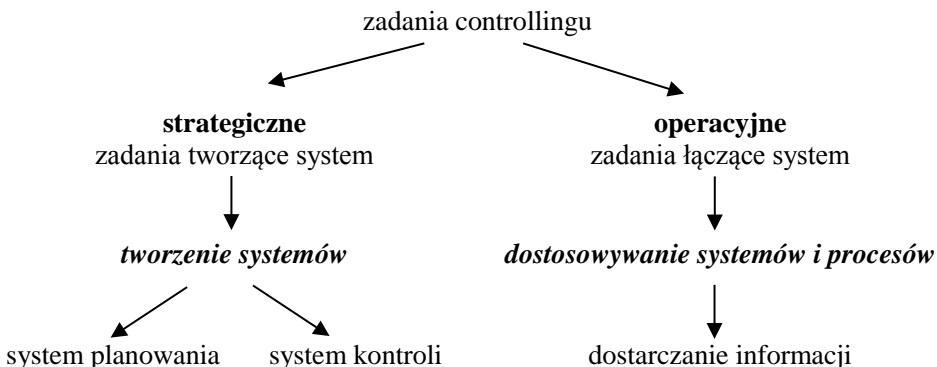 zadania controllingu
strategiczne
zadania tworzące system
operacyjne
zadania łączące system
tworzenie systemów
dostosowywanie systemów i procesów
system planowania
system kontroli
dostarczanie informacji